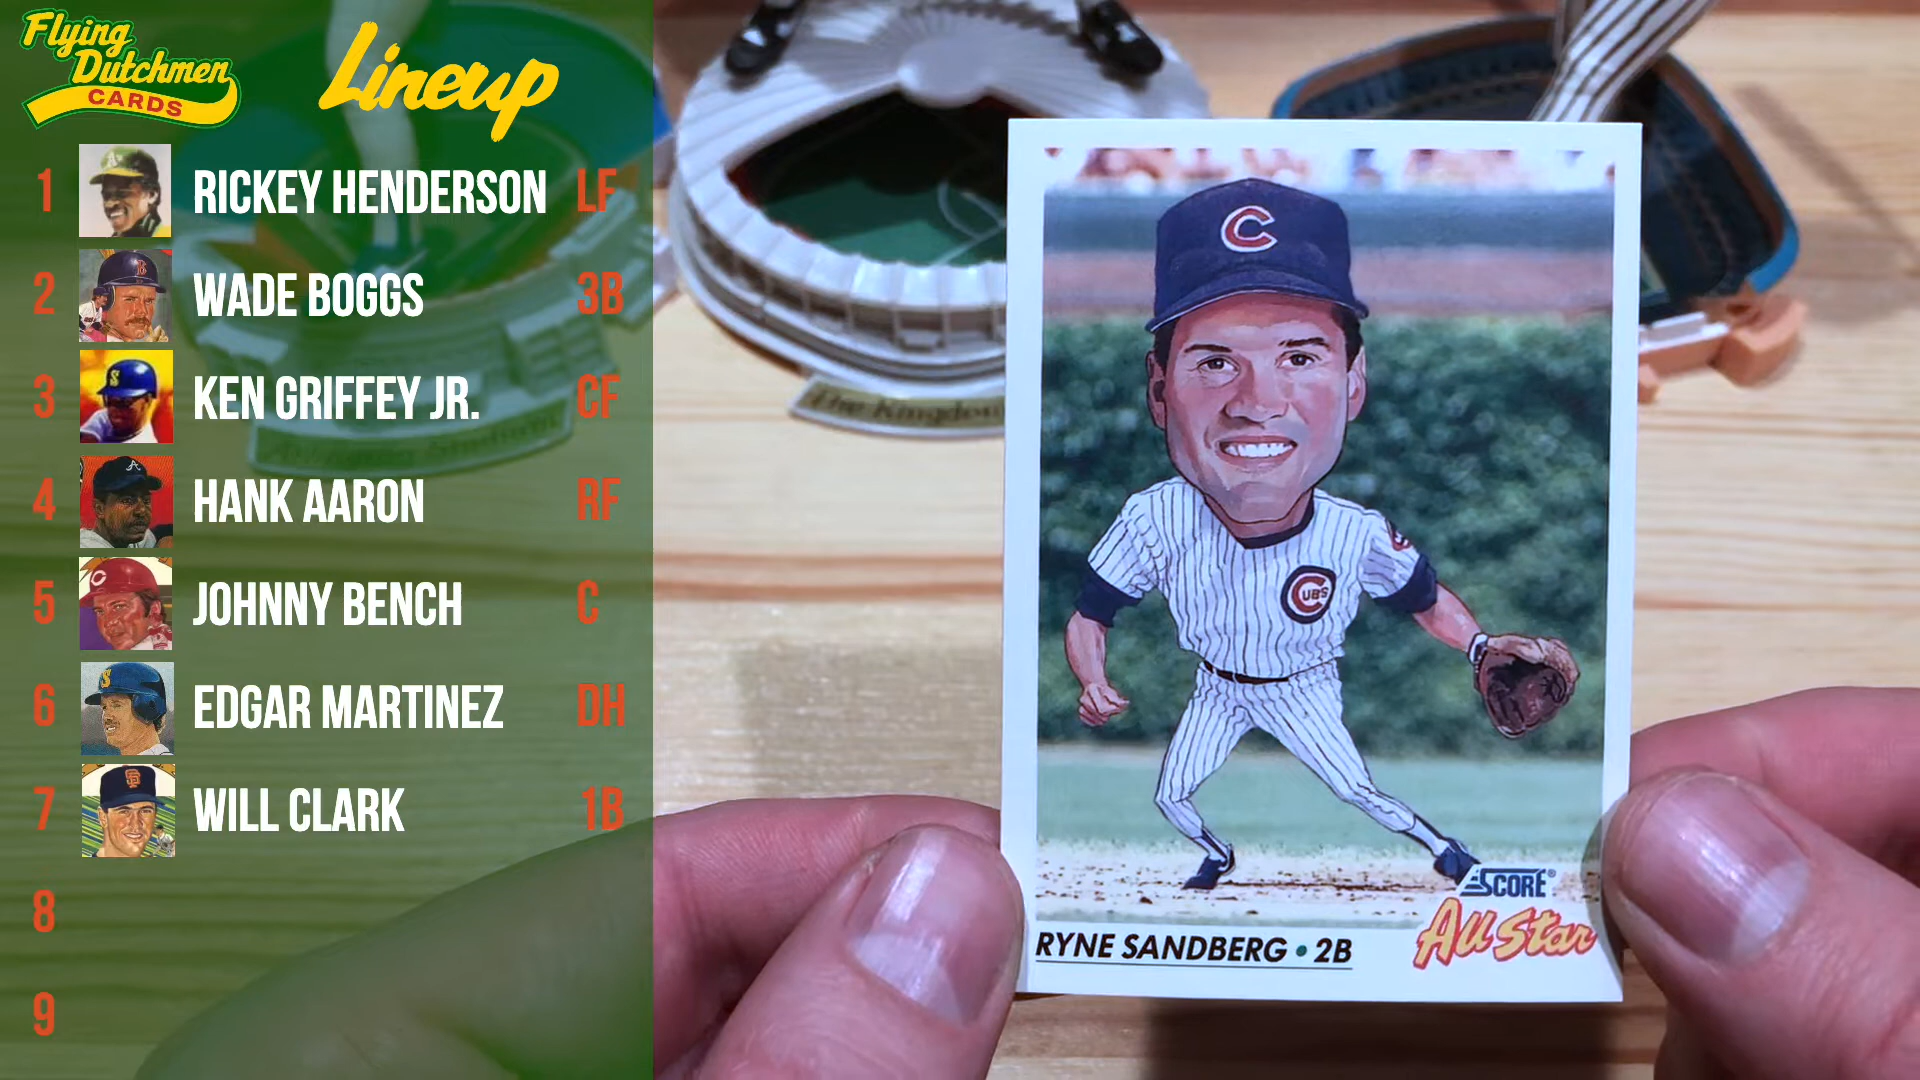 Flying
Dutchmen
CARDS
Lineup
1 RICKEY HENDERSON LF
2 WADE BOGGS 3B
3 KEN GRIFFEY JR. CF
4 HANK AARON RF
5 JOHNNY BENCH C
6 EDGAR MARTINEZ DH
7 WILL CLARK 1B
8
9
The Kingdom
C
CUBS
SCORE®
All Star
RYNE SANDBERG • 2B